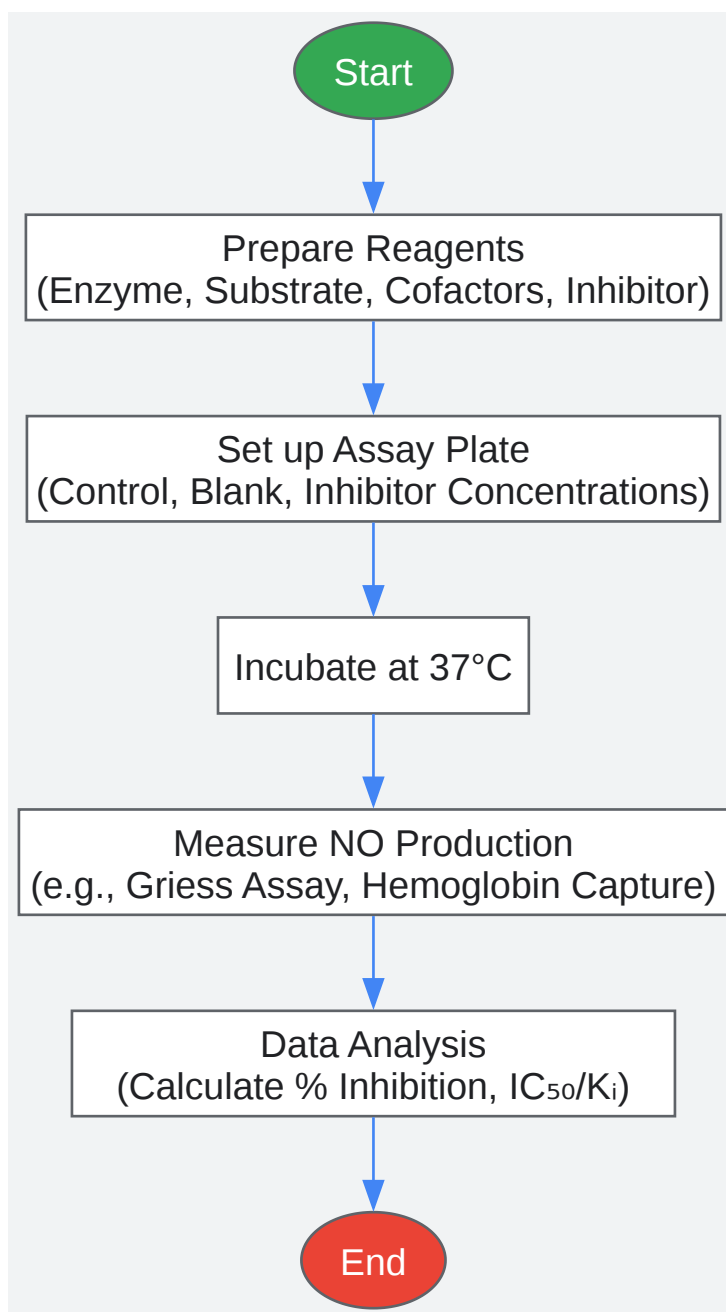 Start
Prepare Reagents
(Enzyme, Substrate, Cofactors, Inhibitor)
Set up Assay Plate
(Control, Blank, Inhibitor Concentrations)
Incubate at 37°C
Measure NO Production
(e.g., Griess Assay, Hemoglobin Capture)
Data Analysis
(Calculate % Inhibition, IC₅₀/Kᵢ)
End